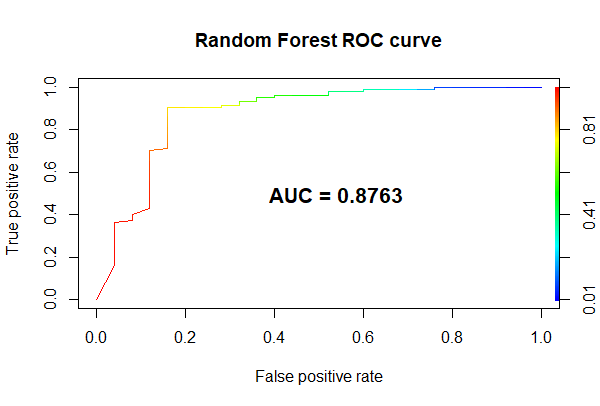 Random Forest ROC curve
True positive rate
1.0
0.8
0.6
0.4
0.2
0.0
AUC = 0.8763
0.81
0.41
0.01
0.0 0.2 0.4 0.6 0.8 1.0
False positive rate